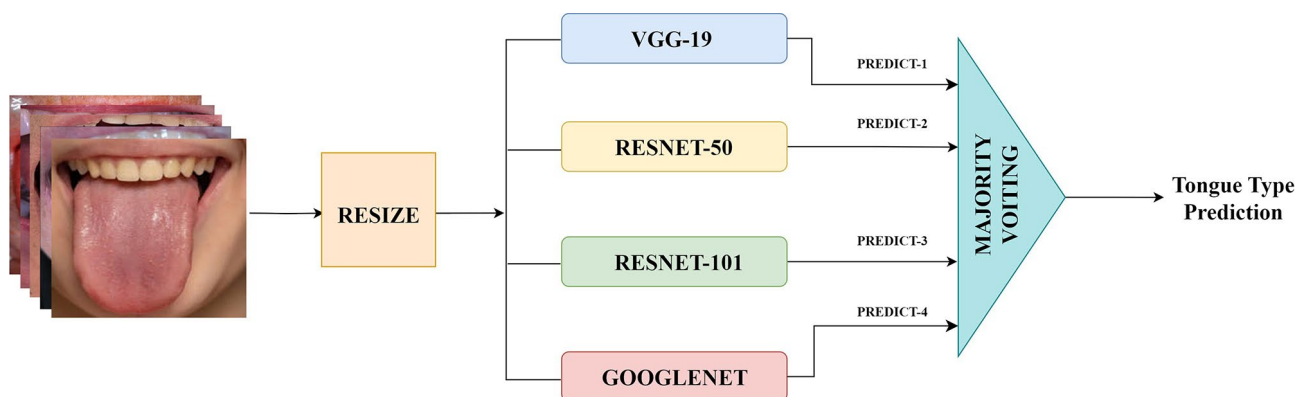 VGG-19
PREDICT-1
RESNET-50
PREDICT-2
RESIZE
RESNET-101
PREDICT-3
GOOGLENET
PREDICT-4
MAJORITY
VOITING
Tongue Type
Prediction